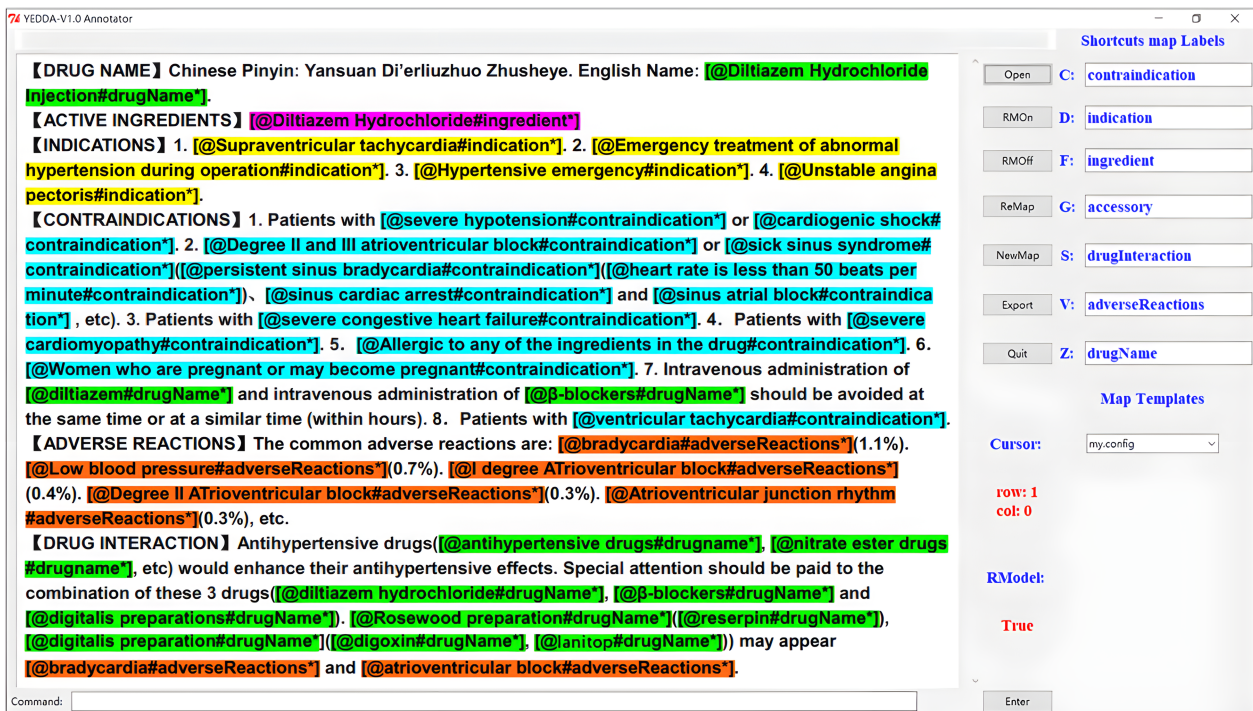 YEDDA-V1.0 Annotator
【DRUG NAME】Chinese Pinyin: Yansuan Di’erliuzhuo Zhusheye. English Name: [@Diltiazem Hydrochloride
Injection#drugName*].
【ACTIVE INGREDIENTS】[@Diltiazem Hydrochloride#ingredient*]
【INDICATIONS】1. [@Supraventricular tachycardia#indication*]. 2. [@Emergency treatment of abnormal
hypertension during operation#indication*]. 3. [@Hypertensive emergency#indication*]. 4. [@Unstable angina
pectoris#indication*].
【CONTRAINDICATIONS】1. Patients with [@severe hypotension#contraindication*] or [@cardiogenic shock#
contraindication*]. 2. [@Degree II and III atrioventricular block#contraindication*] or [@sick sinus syndrome#
contraindication*]([@persistent sinus bradycardia#contraindication*]([@heart rate is less than 50 beats per
minute#contraindication*])、[@sinus cardiac arrest#contraindication*] and [@sinus atrial block#contraindica
tion*] , etc). 3. Patients with [@severe congestive heart failure#contraindication*]. 4. Patients with [@severe
cardiomyopathy#contraindication*]. 5. [@Allergic to any of the ingredients in the drug#contraindication*]. 6.
[@Women who are pregnant or may become pregnant#contraindication*]. 7. Intravenous administration of
[@diltiazem#drugName*] and intravenous administration of [@β-blockers#drugName*] should be avoided at
the same time or at a similar time (within hours). 8. Patients with [@ventricular tachycardia#contraindication*].
【ADVERSE REACTIONS】The common adverse reactions are: [@bradycardia#adverseReactions*](1.1%).
[@Low blood pressure#adverseReactions*](0.7%). [@I degree ATrioventricular block#adverseReactions*]
(0.4%). [@Degree II ATrioventricular block#adverseReactions*](0.3%). [@Atrioventricular junction rhythm
#adverseReactions*](0.3%), etc.
【DRUG INTERACTION】Antihypertensive drugs([@antihypertensive drugs#drugname*], [@nitrate ester drugs
#drugname*], etc) would enhance their antihypertensive effects. Special attention should be paid to the
combination of these 3 drugs([@diltiazem hydrochloride#drugName*], [@β-blockers#drugName*] and
[@digitalis preparations#drugName*]). [@Rosewood preparation#drugName*]([@reserpin#drugName*]),
[@digitalis preparation#drugName*]([@digoxin#drugName*], [@lanitop#drugName*])) may appear
[@bradycardia#adverseReactions*] and [@atrioventricular block#adverseReactions*].
Command:
Shortcuts map Labels
Open C: contraindication
RMOn D: indication
RMOff F: ingredient
ReMap G: accessory
NewMap S: drugInteraction
Export V: adverseReactions
Quit Z: drugName
Map Templates
Cursor: my.config
row: 1
col: 0
RModel:
True
Enter